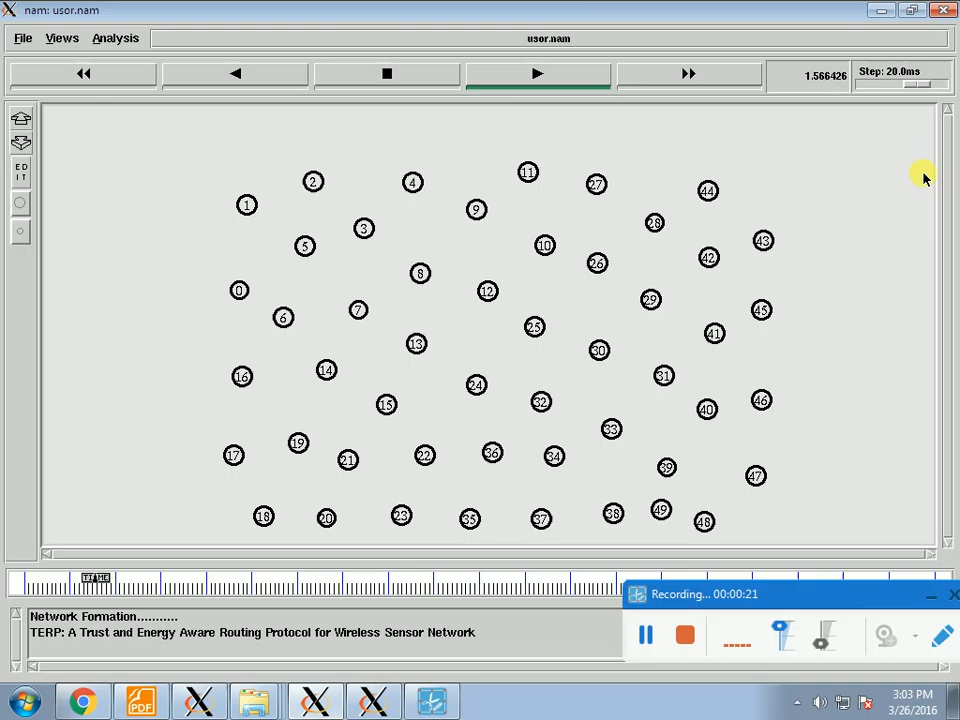 nam: usor.nam
File Views Analysis usor.nam
1.566426 Step: 20.0ms
ED
IT
11
2 4 27 44
1 9
3 28
5 10 43
8 26 42
0 12 29
6 7 25 45
13 41
30
16 14 31
24
15 32 40 46
33
19
17 21 22 36 34
39 47
18 20 23 35 37 38 49 48
TIME
Recording... 00:00:21
Network Formation...........
TERP: A Trust and Energy Aware Routing Protocol for Wireless Sensor Network
PDF
3:03 PM
3/26/2016